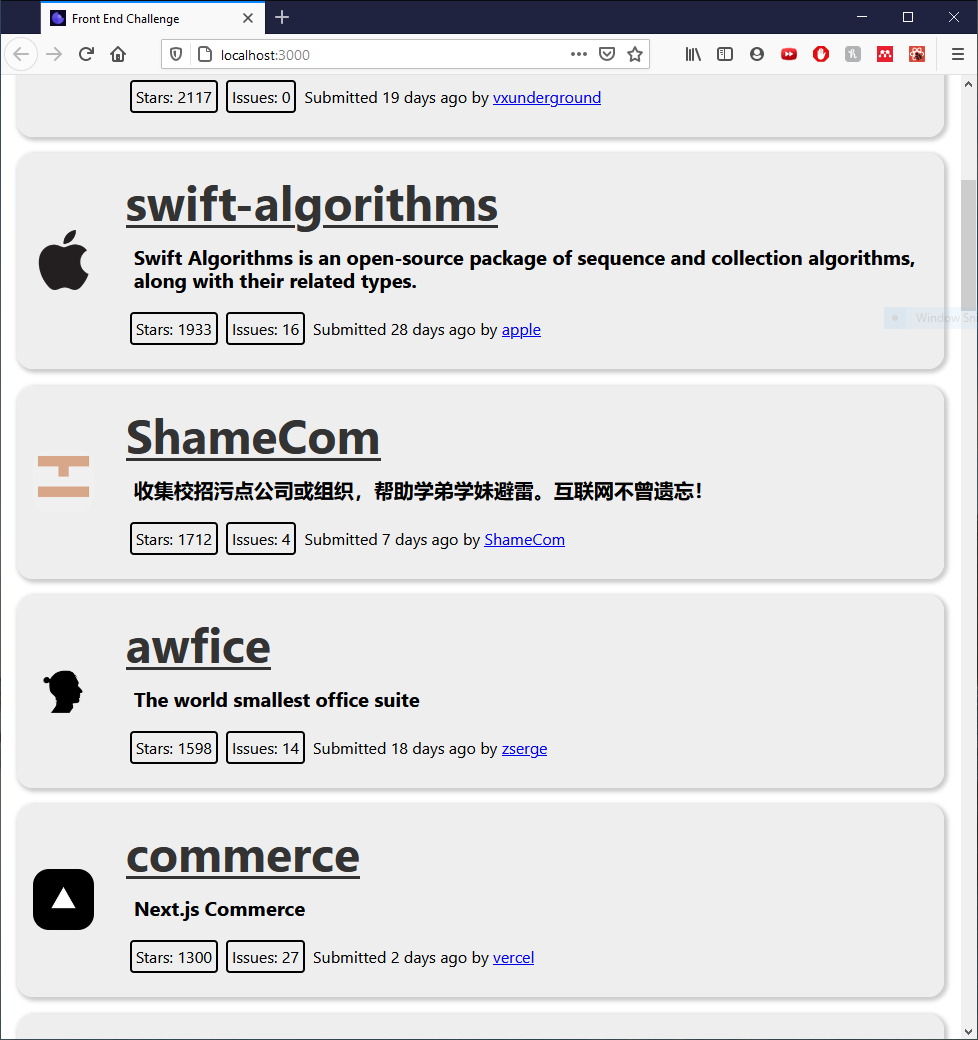 Front End Challenge
localhost:3000
Stars: 2117 Issues: 0 Submitted 19 days ago by vxunderground
swift-algorithms
Swift Algorithms is an open-source package of sequence and collection algorithms,
along with their related types.
Stars: 1933 Issues: 16 Submitted 28 days ago by apple
Window Sn
ShameCom
收集校招污点公司或组织，帮助学弟学妹避雷。互联网不曾遗忘！
Stars: 1712 Issues: 4 Submitted 7 days ago by ShameCom
awfice
The world smallest office suite
Stars: 1598 Issues: 14 Submitted 18 days ago by zserge
commerce
Next.js Commerce
Stars: 1300 Issues: 27 Submitted 2 days ago by vercel